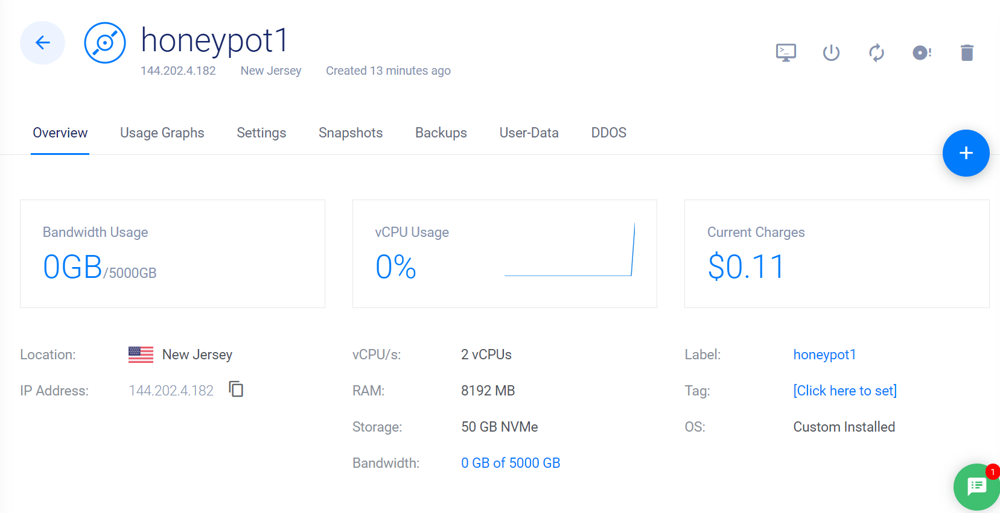 honeypot1
144.202.4.182 New Jersey Created 13 minutes ago
Overview Usage Graphs Settings Snapshots Backups User-Data DDOS
+
Bandwidth Usage vCPU Usage Current Charges
0GB/5000GB 0% $0.11
Location: New Jersey vCPU/s: 2 vCPUs Label: honeypot1
IP Address: 144.202.4.182 RAM: 8192 MB Tag: [Click here to set]
Storage: 50 GB NVMe OS: Custom Installed
Bandwidth: 0 GB of 5000 GB
1